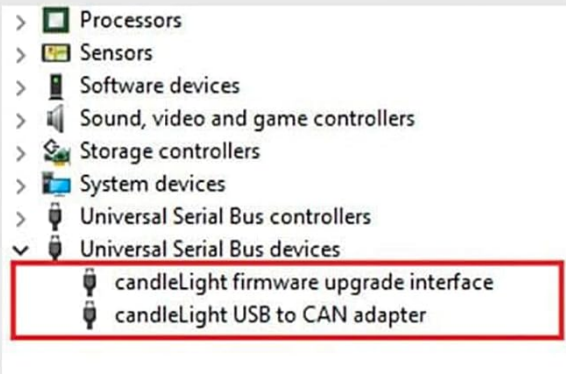 Processors
Sensors
Software devices
Sound, video and game controllers
Storage controllers
System devices
Universal Serial Bus controllers
Universal Serial Bus devices
candleLight firmware upgrade interface
candleLight USB to CAN adapter